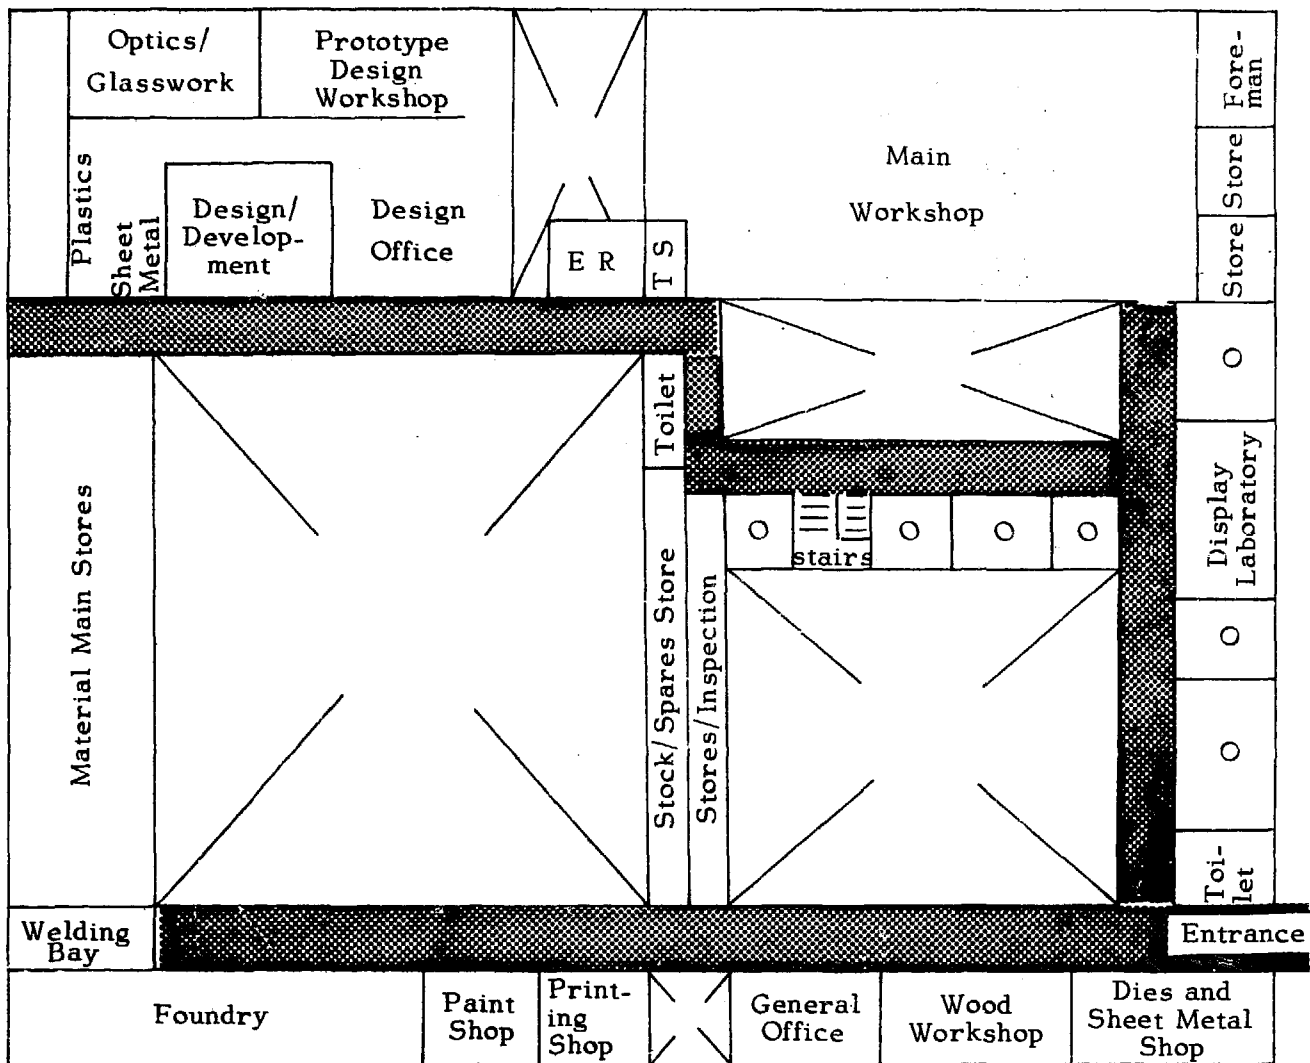 Optics/
Glasswork
Prototype
Design
Workshop
Fore-
man
Store
Store
Main
Workshop
Plastics
Sheet
Metal
Design/
Develop-
ment
Design
Office
E R
T S
Toilet
O
Display
Laboratory
Material Main Stores
Stock/Spares Store
Stores/Inspection
O
stairs
O
O
O
O
O
Toi-
let
Welding
Bay
Entrance
Foundry
Paint
Shop
Print-
ing
Shop
General
Office
Wood
Workshop
Dies and
Sheet Metal
Shop